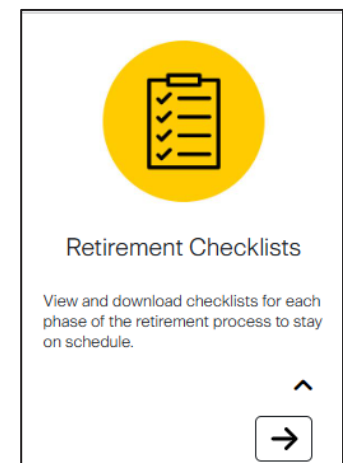 Retirement Checklists
View and download checklists for each
phase of the retirement process to stay
on schedule.